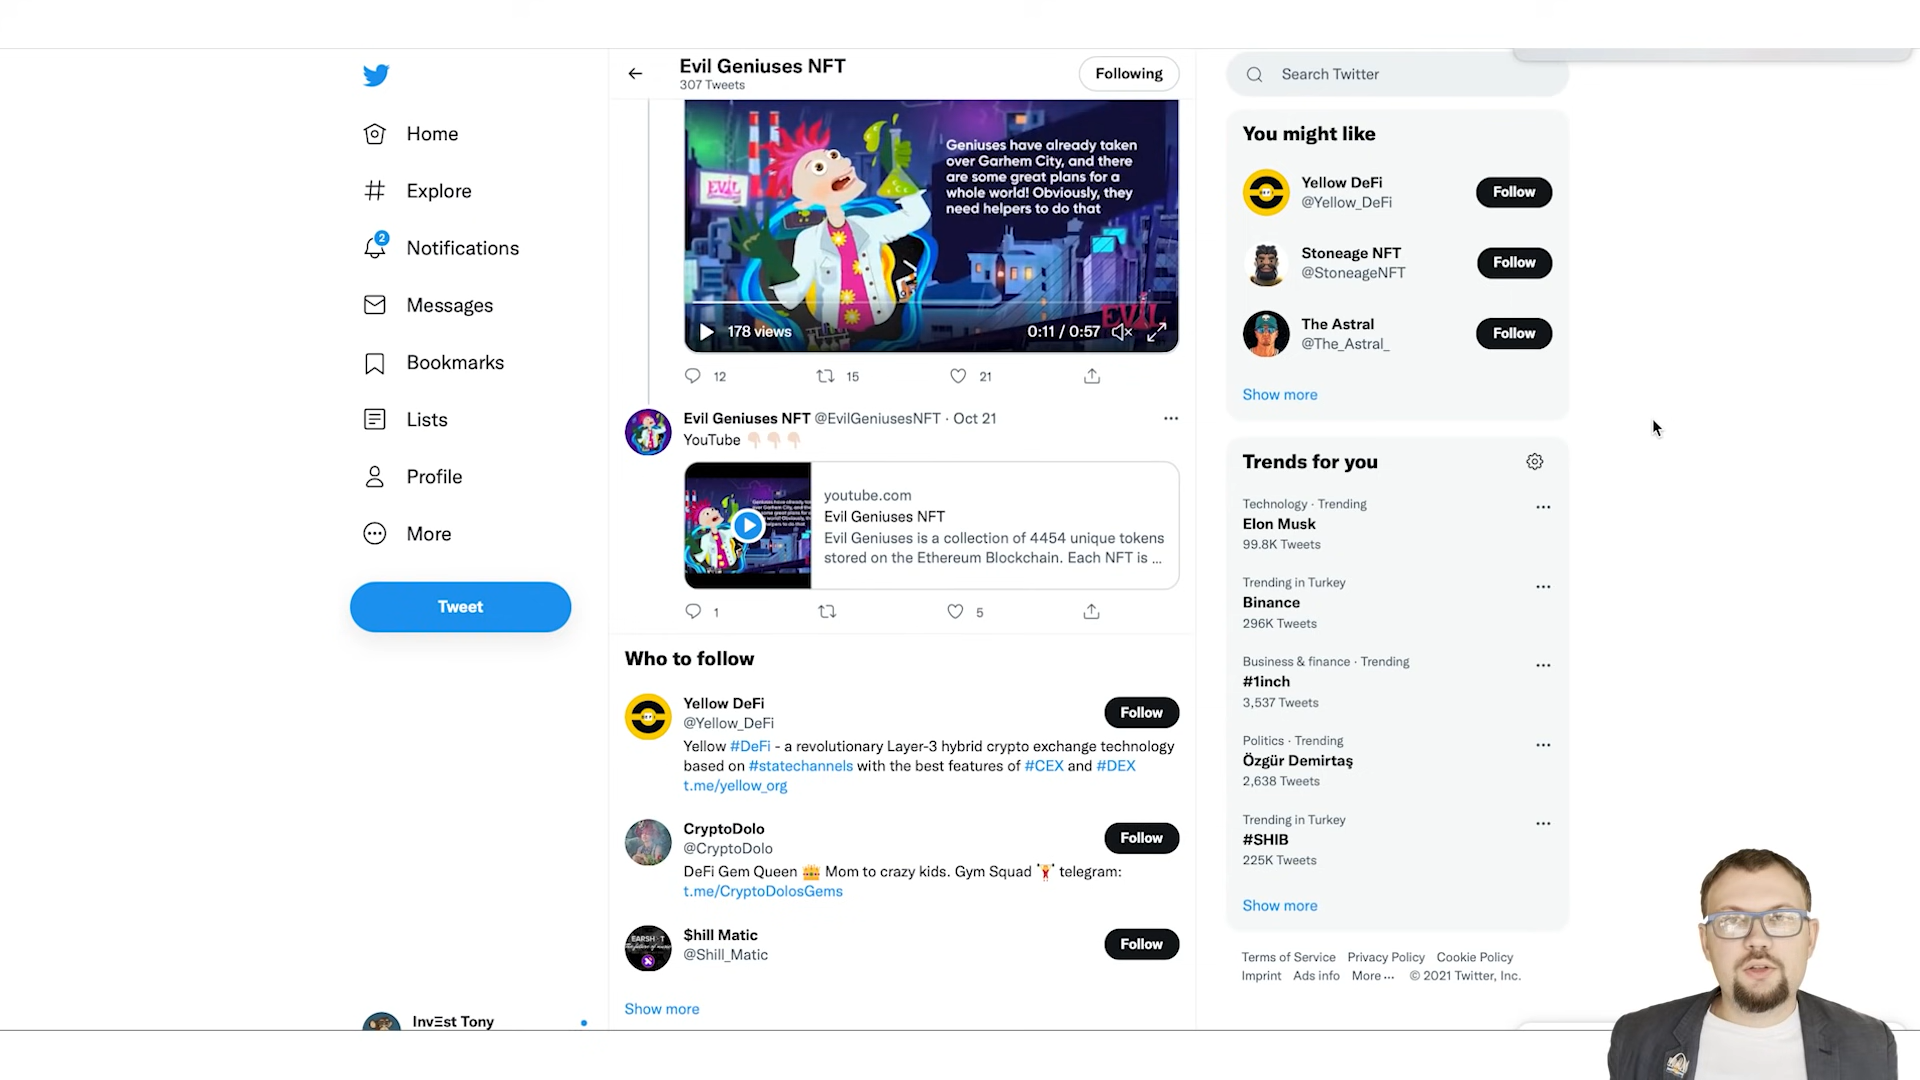 Home
Explore
2
Notifications
Messages
Bookmarks
Lists
Profile
More
Tweet
InvΞst Tony
Evil Geniuses NFT
307 Tweets
Following
EVIL
Geniuses have already taken
over Garhem City, and there
are some great plans for a
whole world! Obviously, they
need helpers to do that
EVIL
178 views
0:11 / 0:57
12
15
21
Evil Geniuses NFT @EvilGeniusesNFT · Oct 21
YouTube 👇🏻👇🏻👇🏻
youtube.com
Evil Geniuses NFT
Evil Geniuses is a collection of 4454 unique tokens
stored on the Ethereum Blockchain. Each NFT is ...
1
5
Who to follow
Yellow DeFi
@Yellow_DeFi
Follow
Yellow #DeFi - a revolutionary Layer-3 hybrid crypto exchange technology
based on #statechannels with the best features of #CEX and #DEX
t.me/yellow_org
CryptoDolo
@CryptoDolo
Follow
DeFi Gem Queen 👑 Mom to crazy kids. Gym Squad 🏋 telegram:
t.me/CryptoDolosGems
$hill Matic
@Shill_Matic
Follow
Show more
Search Twitter
You might like
Yellow DeFi
@Yellow_DeFi
Follow
Stoneage NFT
@StoneageNFT
Follow
The Astral
@The_Astral_
Follow
Show more
Trends for you
Technology · Trending
Elon Musk
99.8K Tweets
Trending in Turkey
Binance
296K Tweets
Business & finance · Trending
#1inch
3,537 Tweets
Politics · Trending
Özgür Demirtaş
2,638 Tweets
Trending in Turkey
#SHIB
225K Tweets
Show more
Terms of Service Privacy Policy Cookie Policy
Imprint Ads info More ··· © 2021 Twitter, Inc.